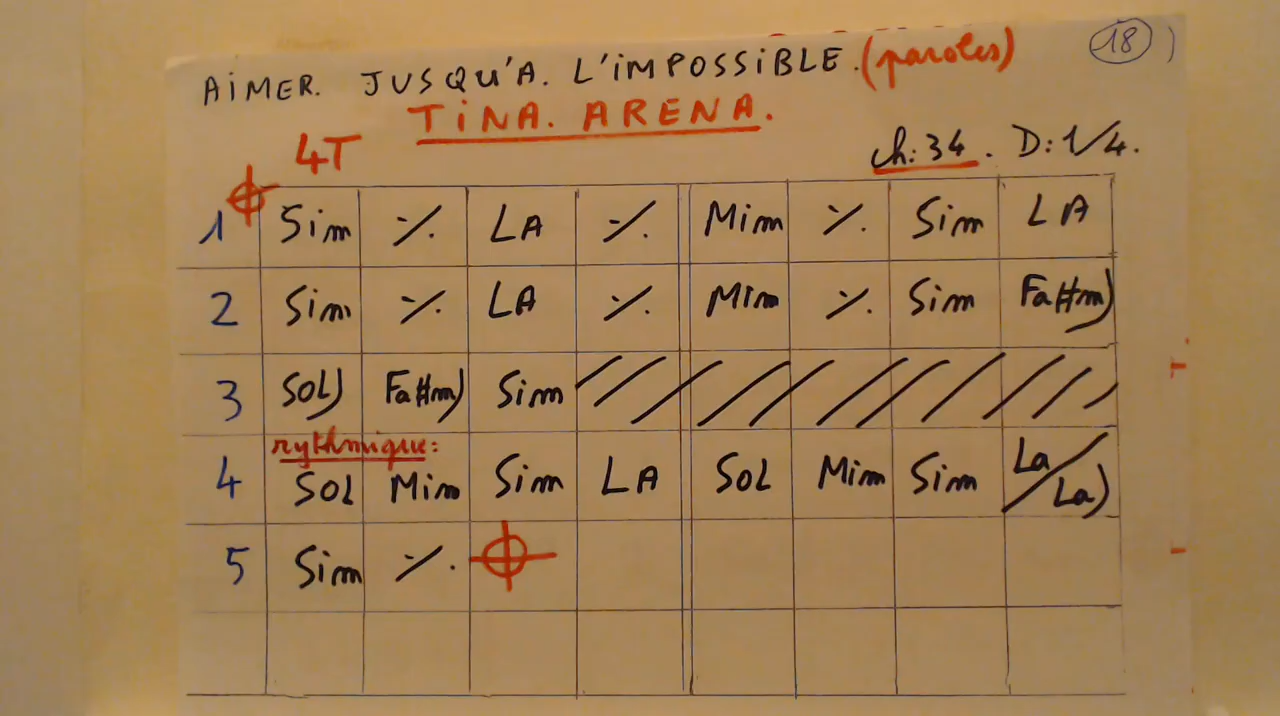 18
AiMER. JUSQU'A. L'iMPOSSiBLE. (paroles)
TiNA. ARENA.
4T
ch: 34. D: 1/4.
1 Sim ٪ LA ٪ Mim ٪ Sim LA
2 Sim ٪ LA ٪ Mim ٪ Sim Fa#m)
3 SOL) Fa#m) Sim
rythmique:
4 SOL Mim Sim LA SOL Mim Sim La/La)
5 Sim ٪